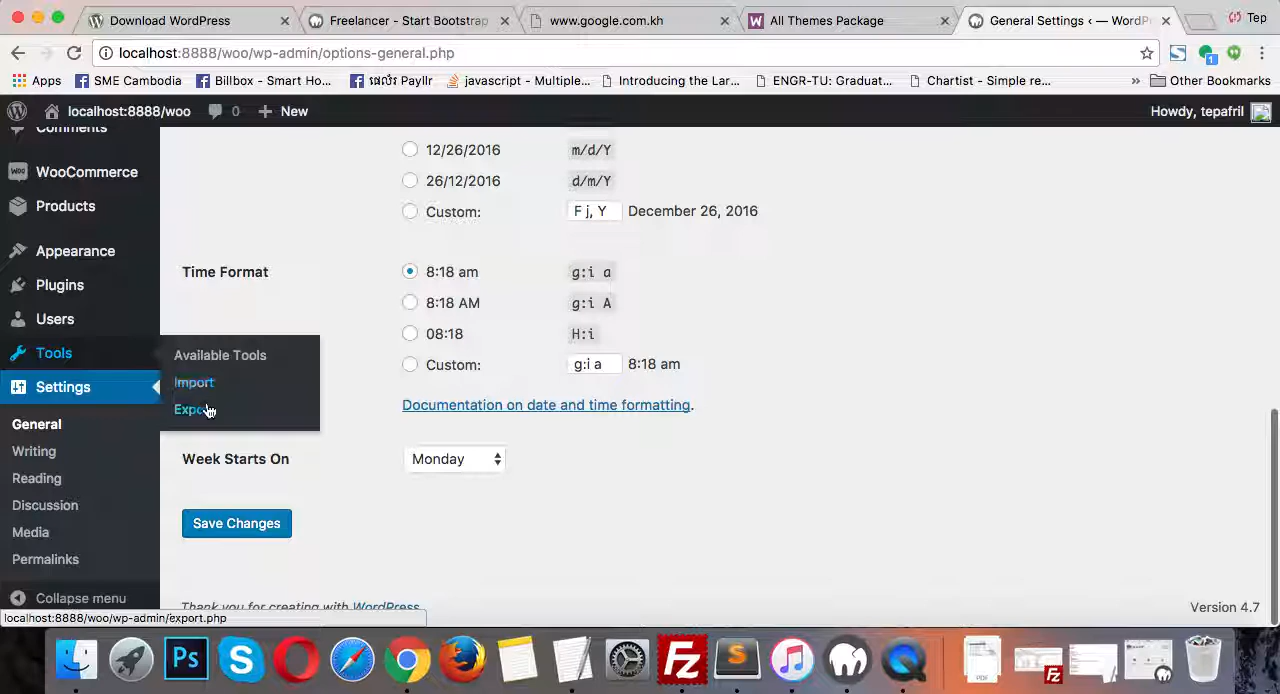 Download WordPress
Freelancer - Start Bootstrap
www.google.com.kh
All Themes Package
General Settings ‹ — WordP
Tep
localhost:8888/woo/wp-admin/options-general.php
1
Apps
SME Cambodia
Billbox - Smart Ho...
javascript - Multiple...
Introducing the Lar...
ENGR-TU: Graduat...
Chartist - Simple re...
»
Other Bookmarks
localhost:8888/woo
0
New
Howdy, tepafril
Comments
WooCommerce
Products
Appearance
Plugins
Users
Tools
Settings
General
Writing
Reading
Discussion
Media
Permalinks
Collapse menu
Available Tools
Import
12/26/2016 m/d/Y
26/12/2016 d/m/Y
Custom: F j, Y December 26, 2016
Time Format
8:18 am g:i a
8:18 AM g:i A
08:18 H:i
Custom: g:i a 8:18 am
Documentation on date and time formatting.
Week Starts On Monday
Save Changes
Thank you for creating with WordPress
Version 4.7
localhost:8888/woo/wp-admin/export.php
Ps
S
Fz
S
PDF
Fz